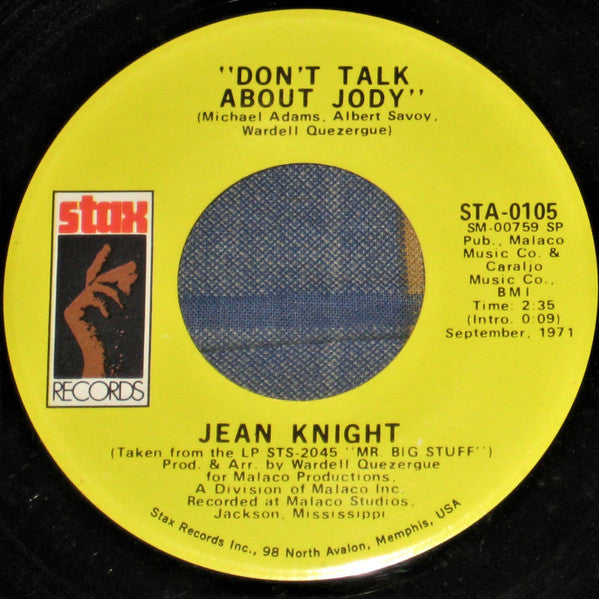 "DON'T TALK
ABOUT JODY"
(Michael Adams, Albert Savoy,
Wardell Quezergue)
stax
RECORDS
STA-0105
SM-00759 SP
Pub., Malaco
Music Co. &
Caraljo
Music Co.,
BMI
Time: 2:35
(Intro. 0:09)
September, 1971
JEAN KNIGHT
(Taken from the LP STS-2045 "MR. BIG STUFF")
Prod. & Arr. by Wardell Quezergue
for Malaco Productions,
A Division of Malaco Inc.
Recorded at Malaco Studios,
Jackson, Mississippi
Stax Records Inc., 98 North Avalon, Memphis, USA